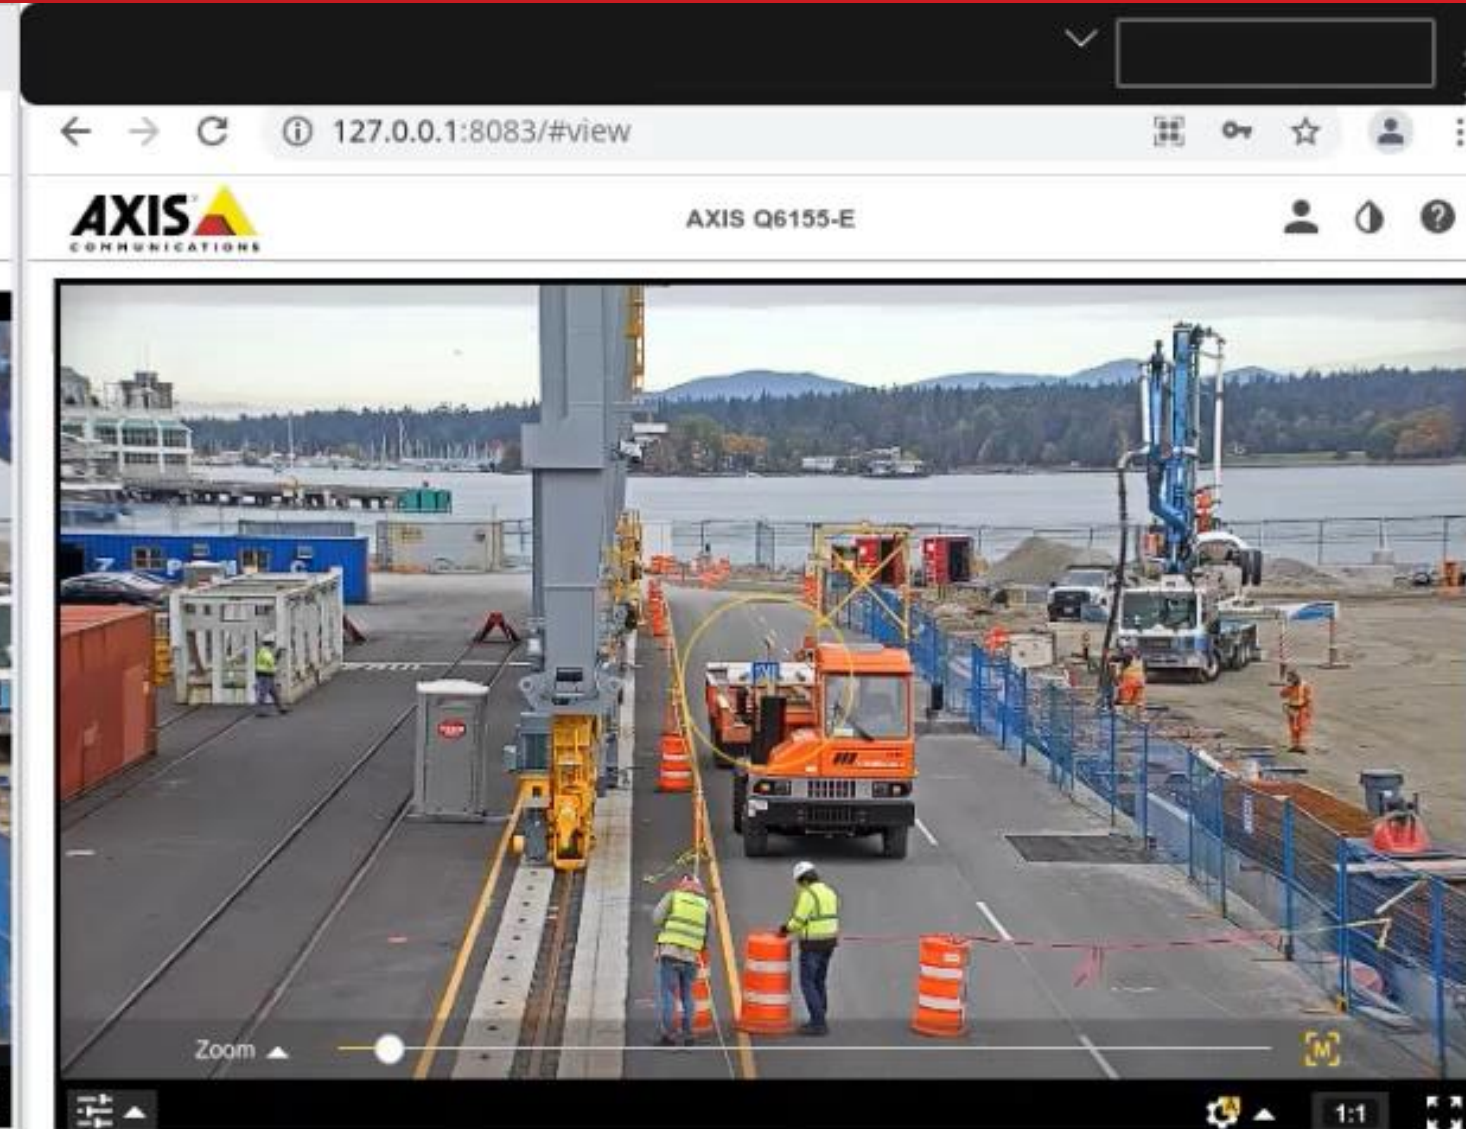 127.0.0.1:8083/#view
AXIS
COMMUNICATIONS
AXIS Q6155-E
Zoom
[M]
A
1:1